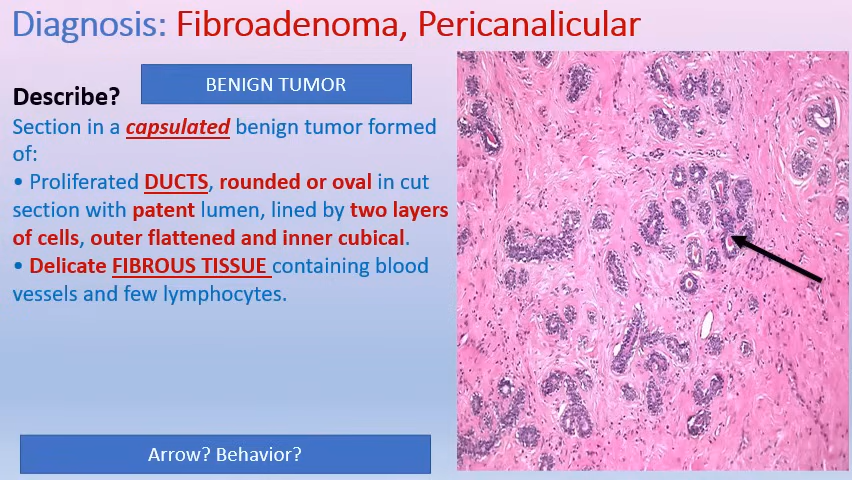 Diagnosis: Fibroadenoma, Pericanalicular
BENIGN TUMOR
Describe?
Section in a capsulated benign tumor formed
of:
• Proliferated DUCTS, rounded or oval in cut
section with patent lumen, lined by two layers
of cells, outer flattened and inner cubical.
• Delicate FIBROUS TISSUE containing blood
vessels and few lymphocytes.
Arrow? Behavior?